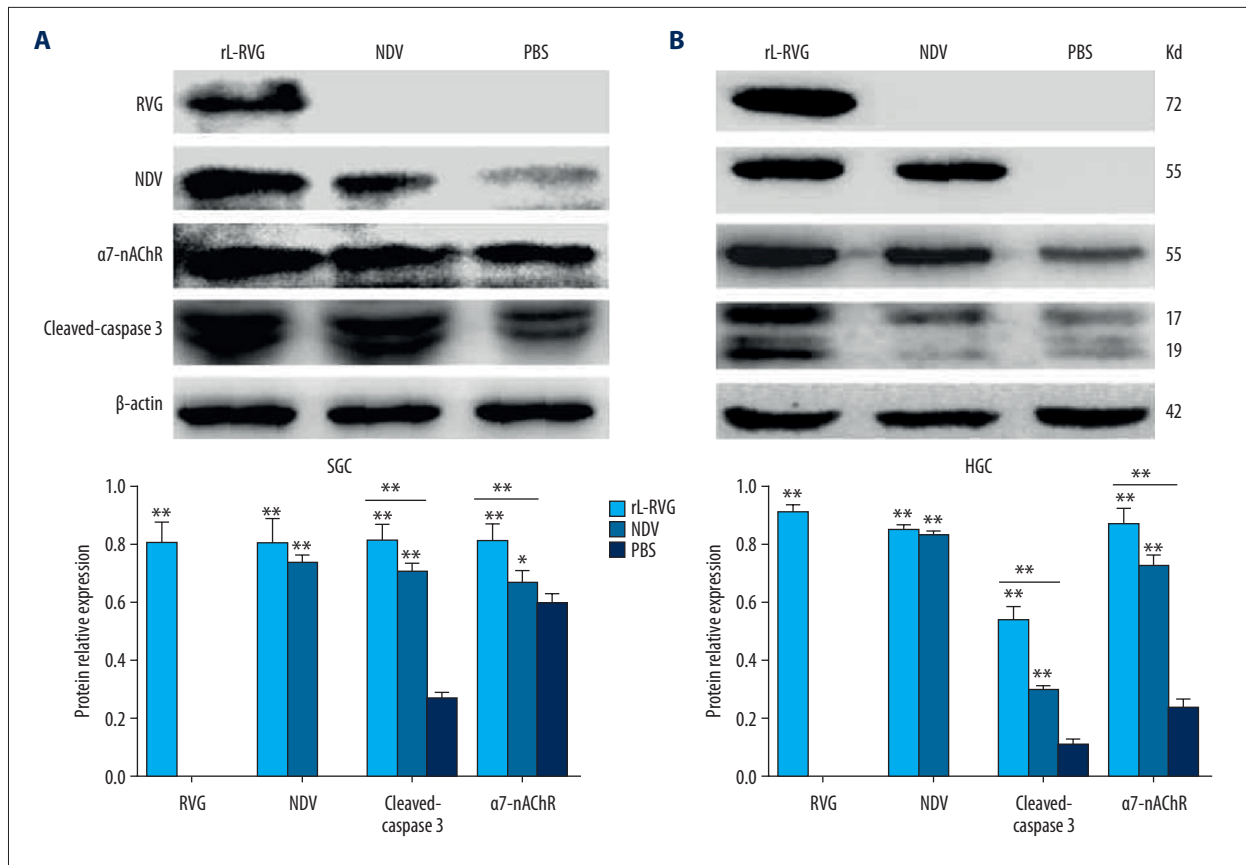 A
rL-RVG NDV PBS
RVG
NDV
α7-nAChR
Cleaved-caspase 3
β-actin
SGC
Protein relative expression
1.0
0.8
0.6
0.4
0.2
0.0
**
** **
**
** **
**
** *
RVG NDV Cleaved- α7-nAChR
caspase 3
rL-RVG
NDV
PBS
B
rL-RVG NDV PBS Kd
72
55
55
17
19
42
HGC
Protein relative expression
1.0
0.8
0.6
0.4
0.2
0.0
**
** **
**
**
**
**
**
**
RVG NDV Cleaved- α7-nAChR
caspase 3